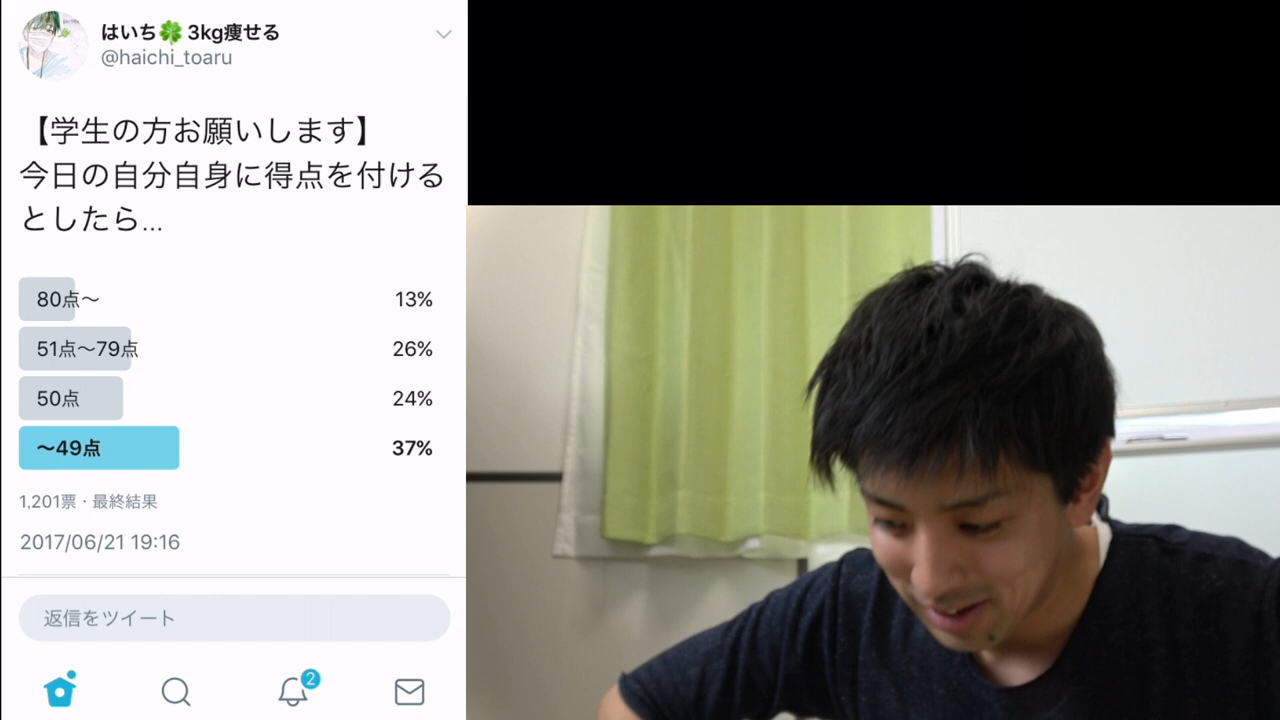 はいち🍀3kg痩せる
@haichi_toaru
【学生の方お願いします】
今日の自分自身に得点を付ける
としたら...
80点〜 13%
51点〜79点 26%
50点 24%
〜49点 37%
1,201票・最終結果
2017/06/21 19:16
返信をツイート
2